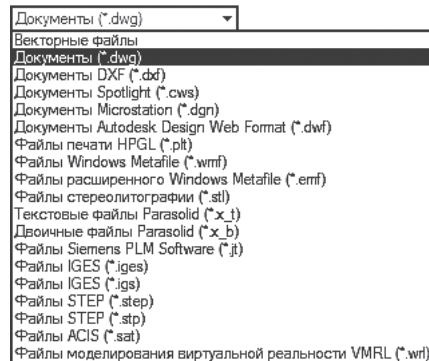 Документы (*.dwg)
Векторные файлы
Документы (*.dwg)
Документы DXF (*.dxf)
Документы Spotlight (*.cws)
Документы Microstation (*.dgn)
Документы Autodesk Design Web Format (*.dwf)
Файлы печати HPGL (*.plt)
Файлы Windows Metafile (*.wmf)
Файлы расширенного Windows Metafile (*.emf)
Файлы стереолитографии (*.stl)
Текстовые файлы Parasolid (*.x_t)
Двоичные файлы Parasolid (*.x_b)
Файлы Siemens PLM Software (*.jt)
Файлы IGES (*.iges)
Файлы IGES (*.igs)
Файлы STEP (*.step)
Файлы STEP (*.stp)
Файлы ACIS (*.sat)
Файлы моделирования виртуальной реальности VMRL (*.wrl)